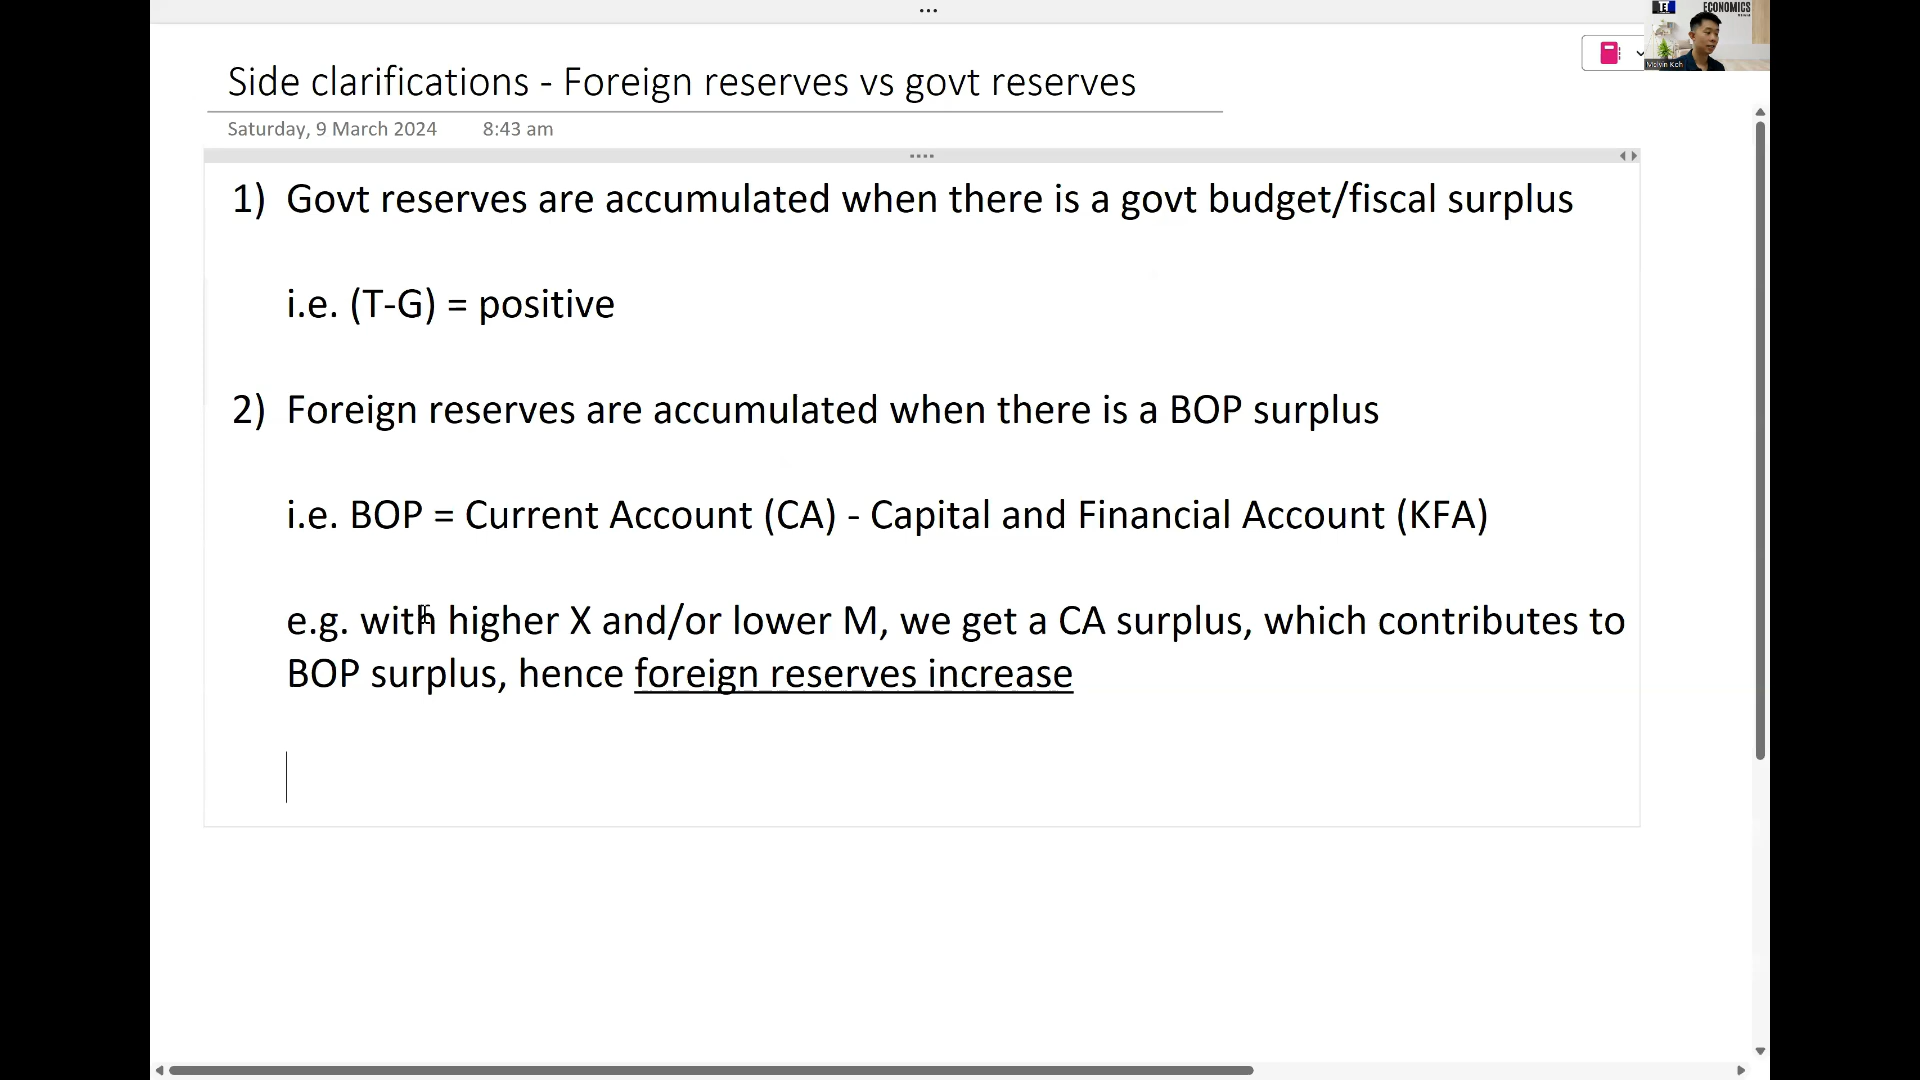 ECONOMICS
Melvin Koh
Side clarifications - Foreign reserves vs govt reserves
Saturday, 9 March 2024 8:43 am
1) Govt reserves are accumulated when there is a govt budget/fiscal surplus
i.e. (T-G) = positive
2) Foreign reserves are accumulated when there is a BOP surplus
i.e. BOP = Current Account (CA) - Capital and Financial Account (KFA)
e.g. with higher X and/or lower M, we get a CA surplus, which contributes to
BOP surplus, hence foreign reserves increase